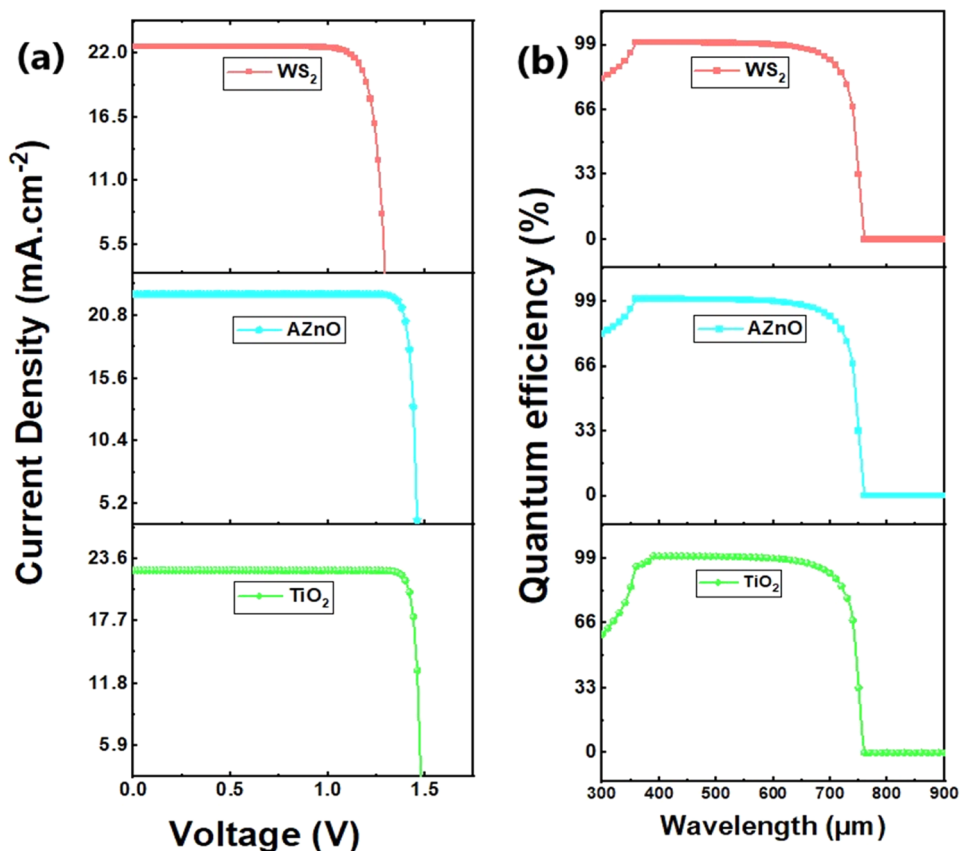 (a)
Current Density (mA.cm⁻²)
22.0
16.5
11.0
5.5
WS₂
20.8
15.6
10.4
5.2
AZnO
23.6
17.7
11.8
5.9
TiO₂
0.0 0.5 1.0 1.5
Voltage (V)
(b)
Quantum efficiency (%)
99
66
33
0
WS₂
99
66
33
0
AZnO
99
66
33
0
TiO₂
300 400 500 600 700 800 900
Wavelength (μm)